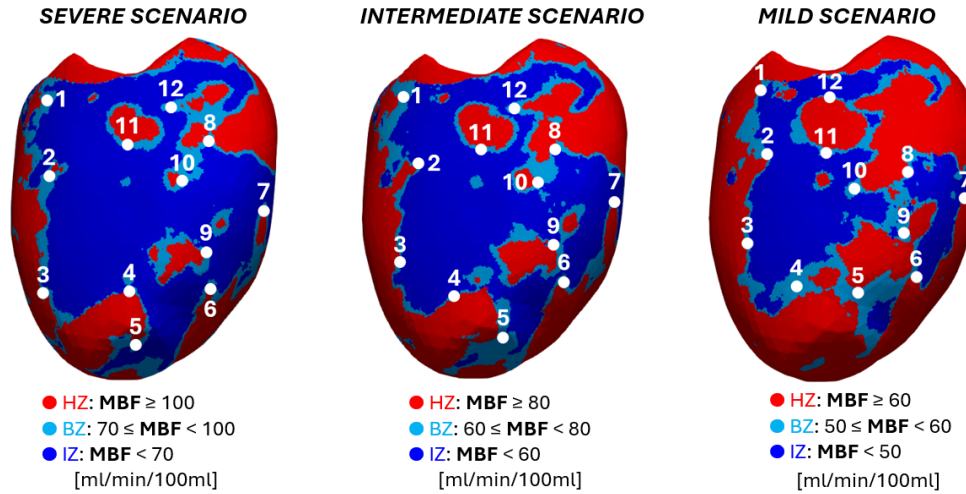 SEVERE SCENARIO
INTERMEDIATE SCENARIO
MILD SCENARIO
1
12
11
8
2
10
7
9
3
4
6
5
1
12
11
8
2
10
7
9
3
4
6
5
1
12
2
11
8
10
7
3
9
4
5
6
HZ: MBF ≥ 100
BZ: 70 ≤ MBF < 100
IZ: MBF < 70
[ml/min/100ml]
HZ: MBF ≥ 80
BZ: 60 ≤ MBF < 80
IZ: MBF < 60
[ml/min/100ml]
HZ: MBF ≥ 60
BZ: 50 ≤ MBF < 60
IZ: MBF < 50
[ml/min/100ml]